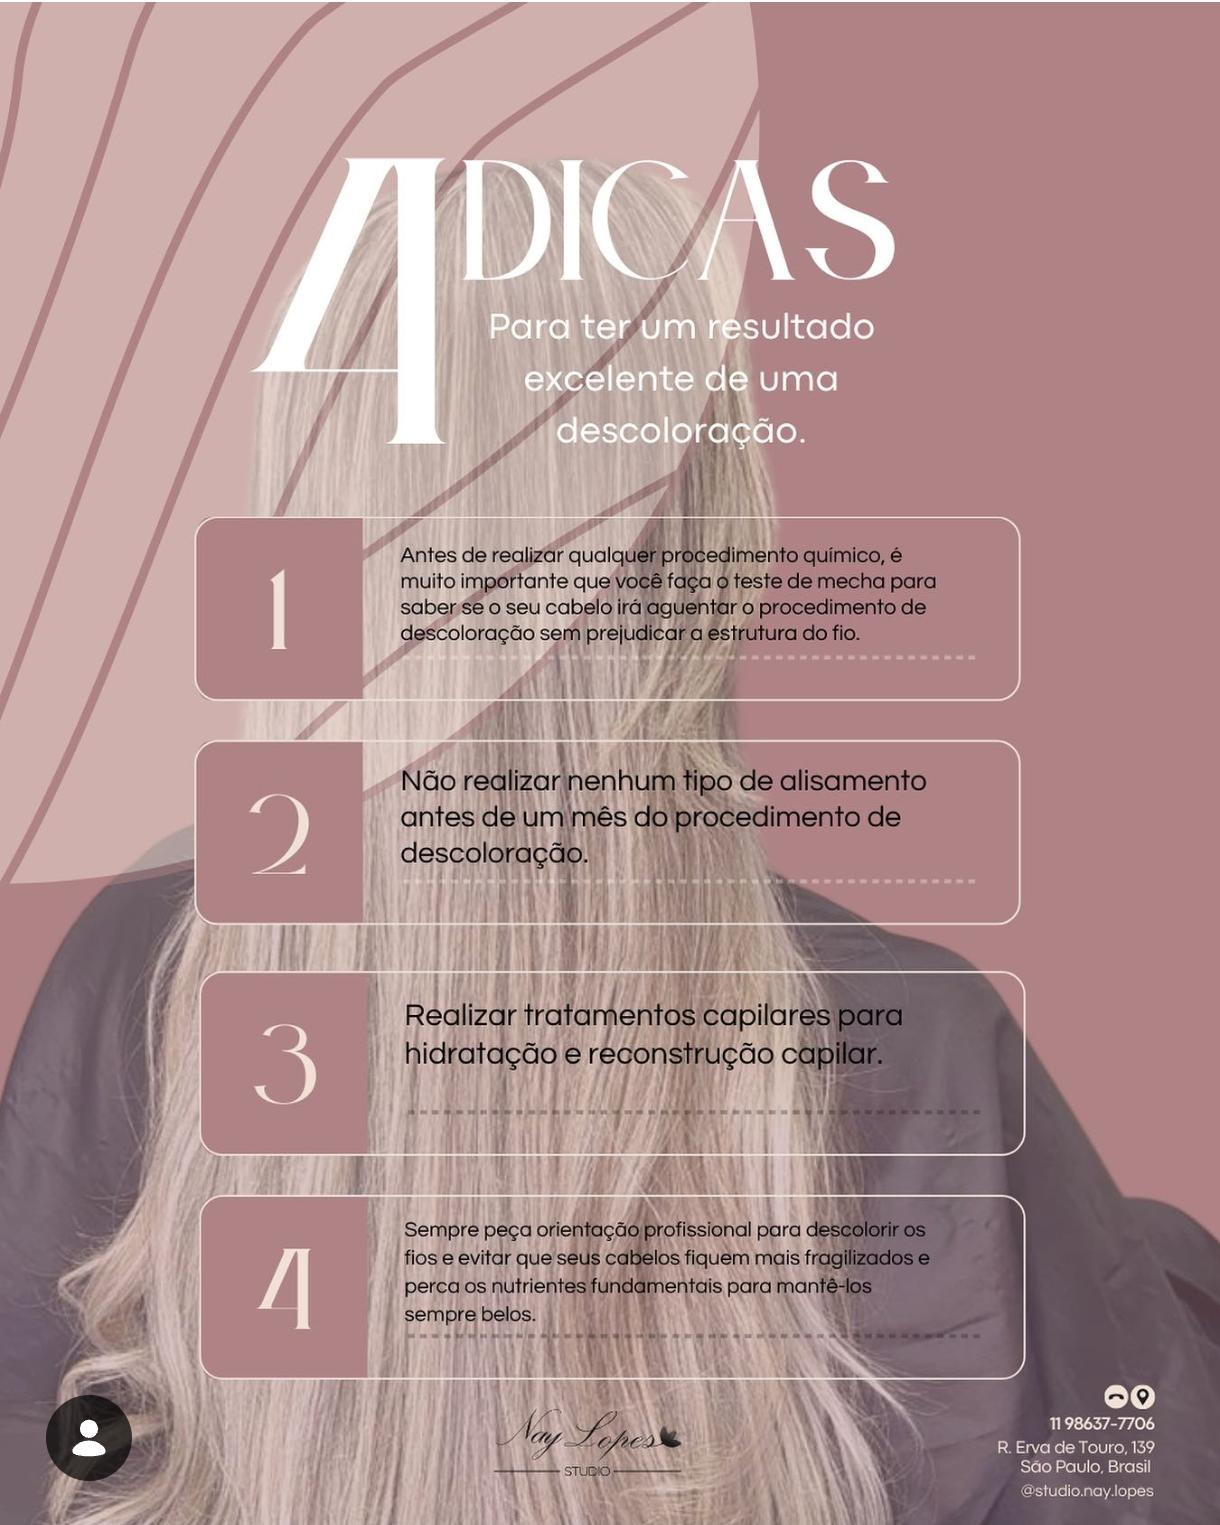 4 DICAS
Para ter um resultado
excelente de uma
descoloração.
1
Antes de realizar qualquer procedimento químico, é
muito importante que você faça o teste de mecha para
saber se o seu cabelo irá aguentar o procedimento de
descoloração sem prejudicar a estrutura do fio.
2
Não realizar nenhum tipo de alisamento
antes de um mês do procedimento de
descoloração.
3
Realizar tratamentos capilares para
hidratação e reconstrução capilar.
4
Sempre peça orientação profissional para descolorir os
fios e evitar que seus cabelos fiquem mais fragilizados e
perca os nutrientes fundamentais para mantê-los
sempre belos.
Nay Lopes
STUDIO
11 98637-7706
R. Erva de Touro, 139
São Paulo, Brasil
@studio.nay.lopes